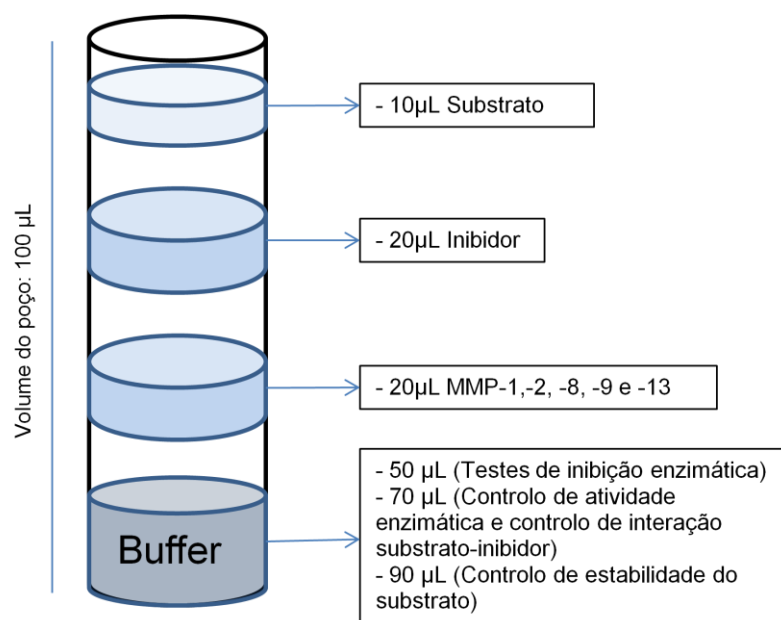 Volume do poço: 100 µL
- 10µL Substrato
- 20µL Inibidor
- 20µL MMP-1,-2, -8, -9 e -13
Buffer
- 50 µL (Testes de inibição enzimática)
- 70 µL (Controlo de atividade
enzimática e controlo de interação
substrato-inibidor)
- 90 µL (Controlo de estabilidade do
substrato)